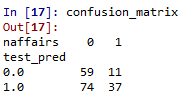 In [17]: confusion_matrix
Out[17]:
naffairs    0   1
test_pred
0.0        59  11
1.0        74  37